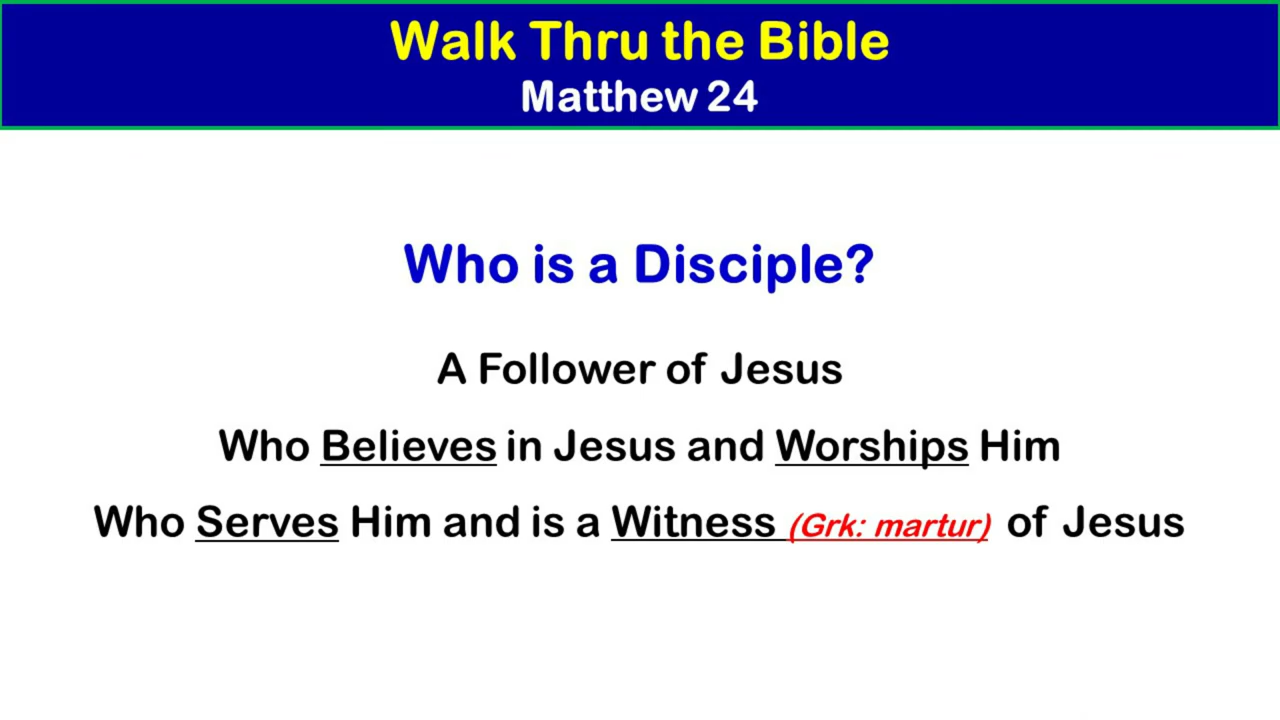 Walk Thru the Bible
Matthew 24
Who is a Disciple?
A Follower of Jesus
Who Believes in Jesus and Worships Him
Who Serves Him and is a Witness (Grk: martur) of Jesus